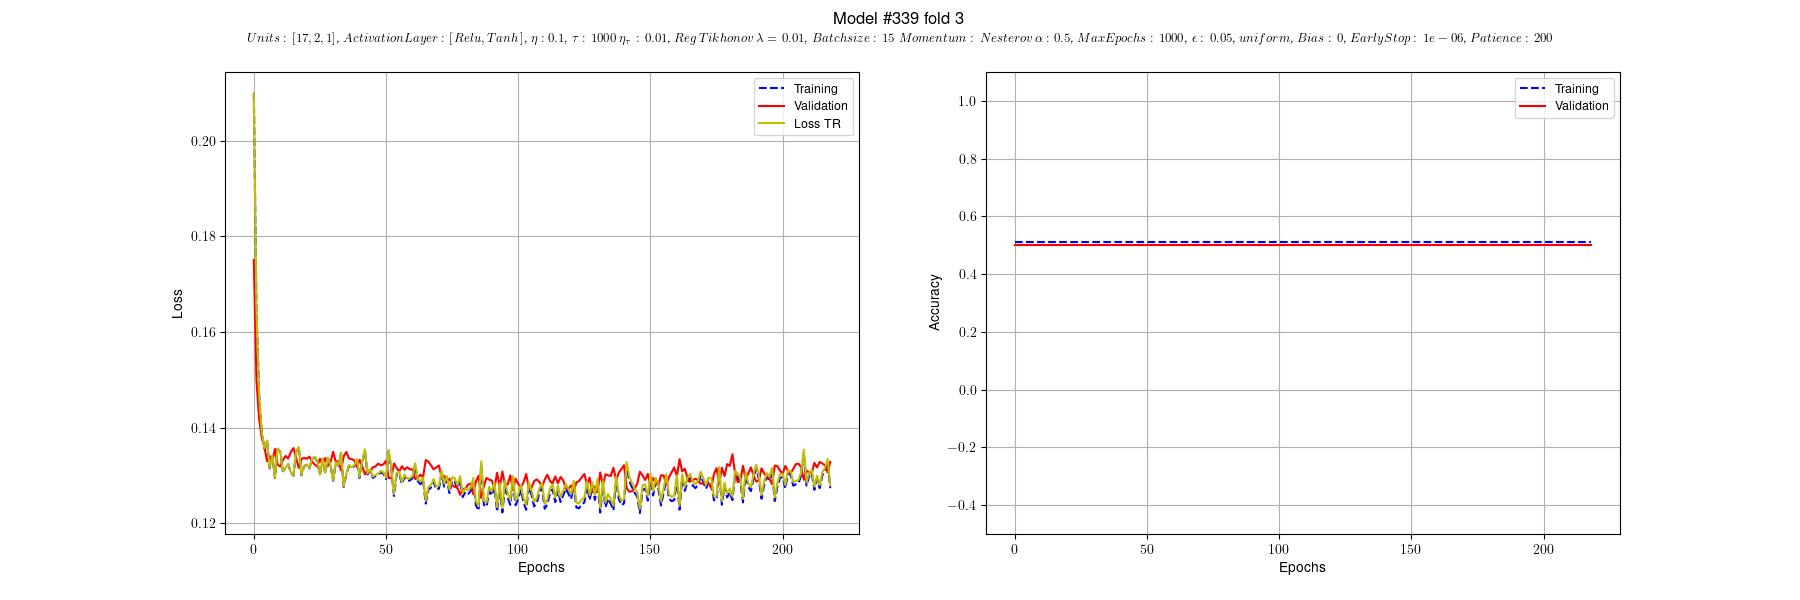 Model #339 fold 3
Units : [17, 2, 1], ActivationLayer : [Relu, Tanh], η : 0.1, τ : 1000 ητ : 0.01, Reg Tikhonov λ = 0.01, Batchsize : 15 Momentum : Nesterov α : 0.5, MaxEpochs : 1000, ϵ : 0.05, uniform, Bias : 0, EarlyStop : 1e − 06, Patience : 200
Training
Validation
Loss TR
0.20
0.18
0.16
0.14
0.12
Loss
0
50
100
150
200
Epochs
Training
Validation
1.0
0.8
0.6
0.4
0.2
0.0
−0.2
−0.4
Accuracy
0
50
100
150
200
Epochs